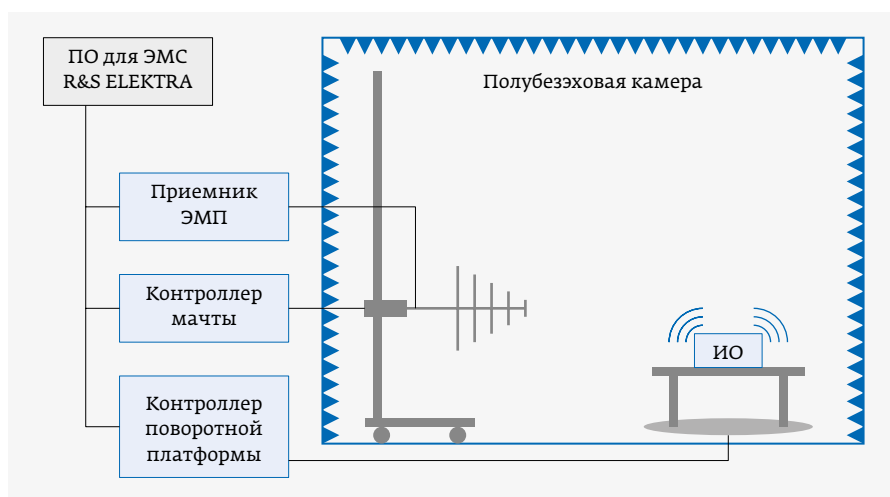 ПО для ЭМС
R&S ELEKTRA
Полубезэховая камера
Приемник
ЭМП
Контроллер
мачты
ИО
Контроллер
поворотной
платформы